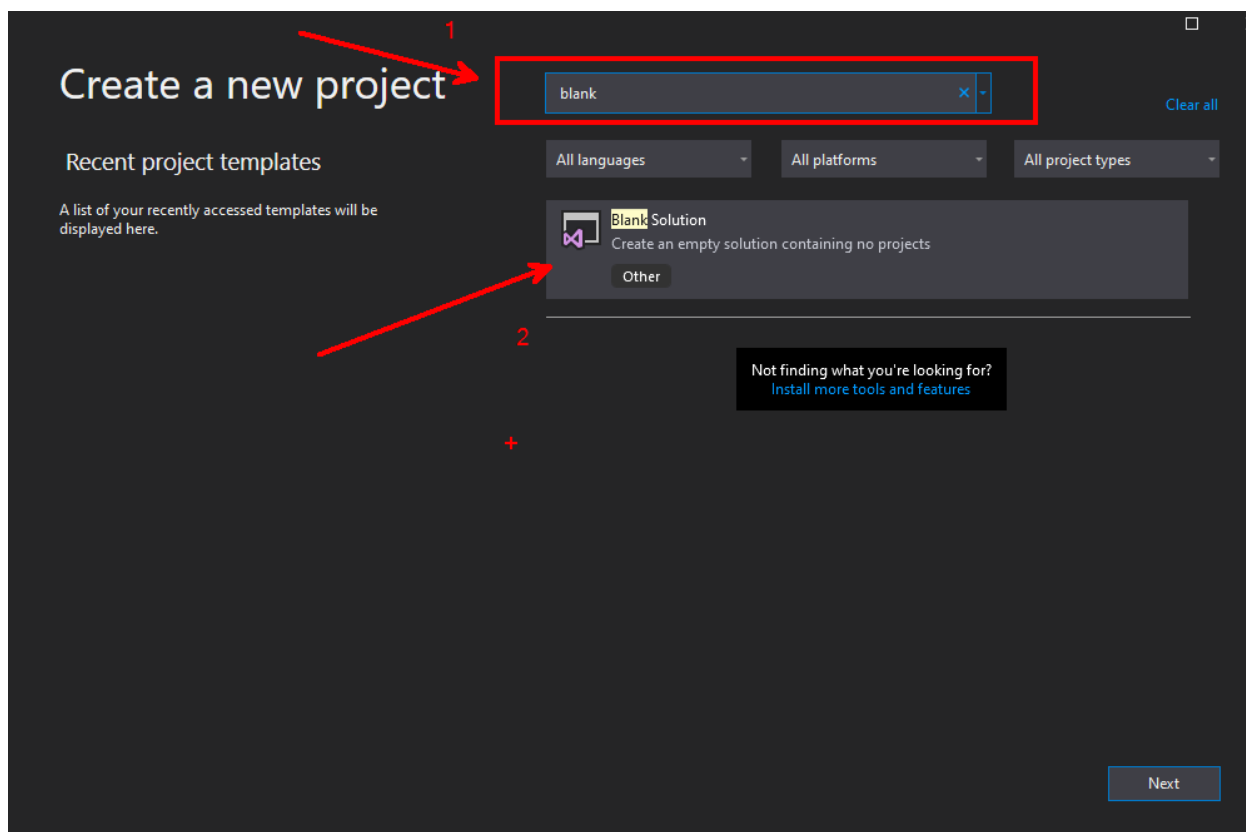 1
Create a new project
blank
Clear all
Recent project templates
All languages
All platforms
All project types
A list of your recently accessed templates will be
displayed here.
Blank Solution
Create an empty solution containing no projects
Other
2
Not finding what you're looking for?
Install more tools and features
Next